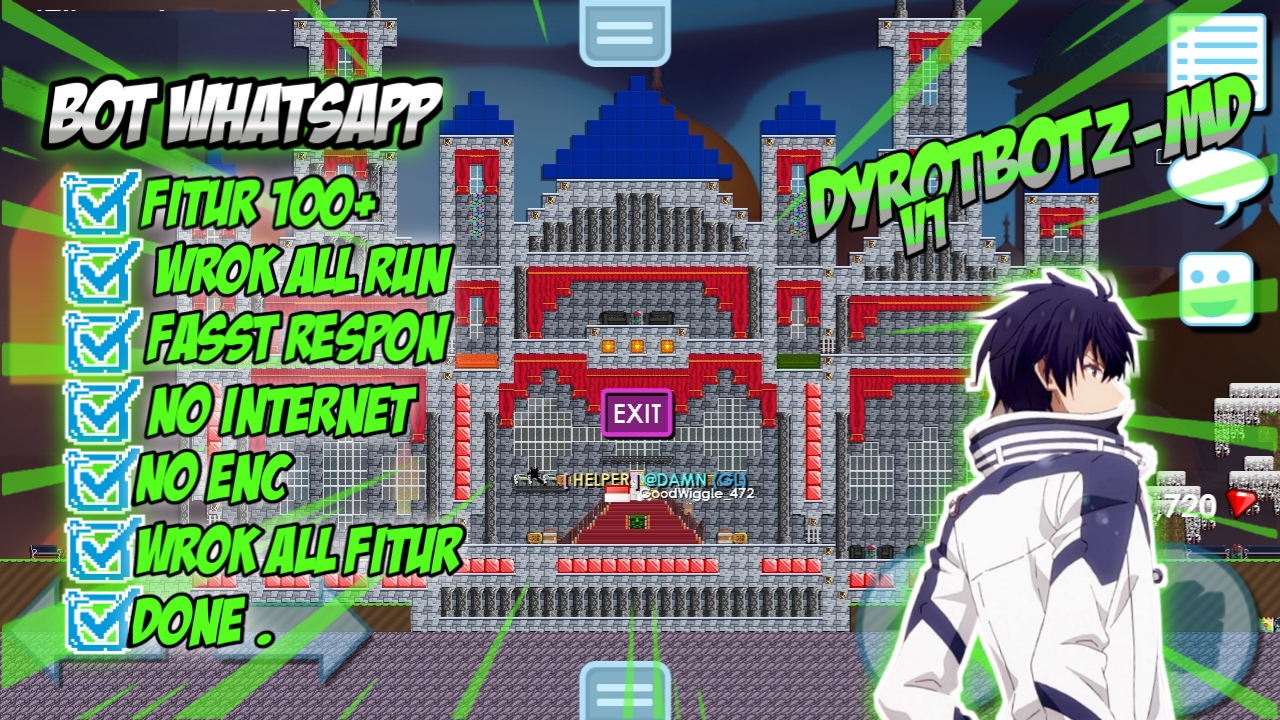 BOT WHATSAPP
FITUR 100+
WROK ALL RUN
FASST RESPON
NO INTERNET
NO ENC
WROK ALL FITUR
DONE .
DYROTBOTZ-MD
V1
EXIT
HELPER @DAMN (GL)
GoodWiggle_472
720